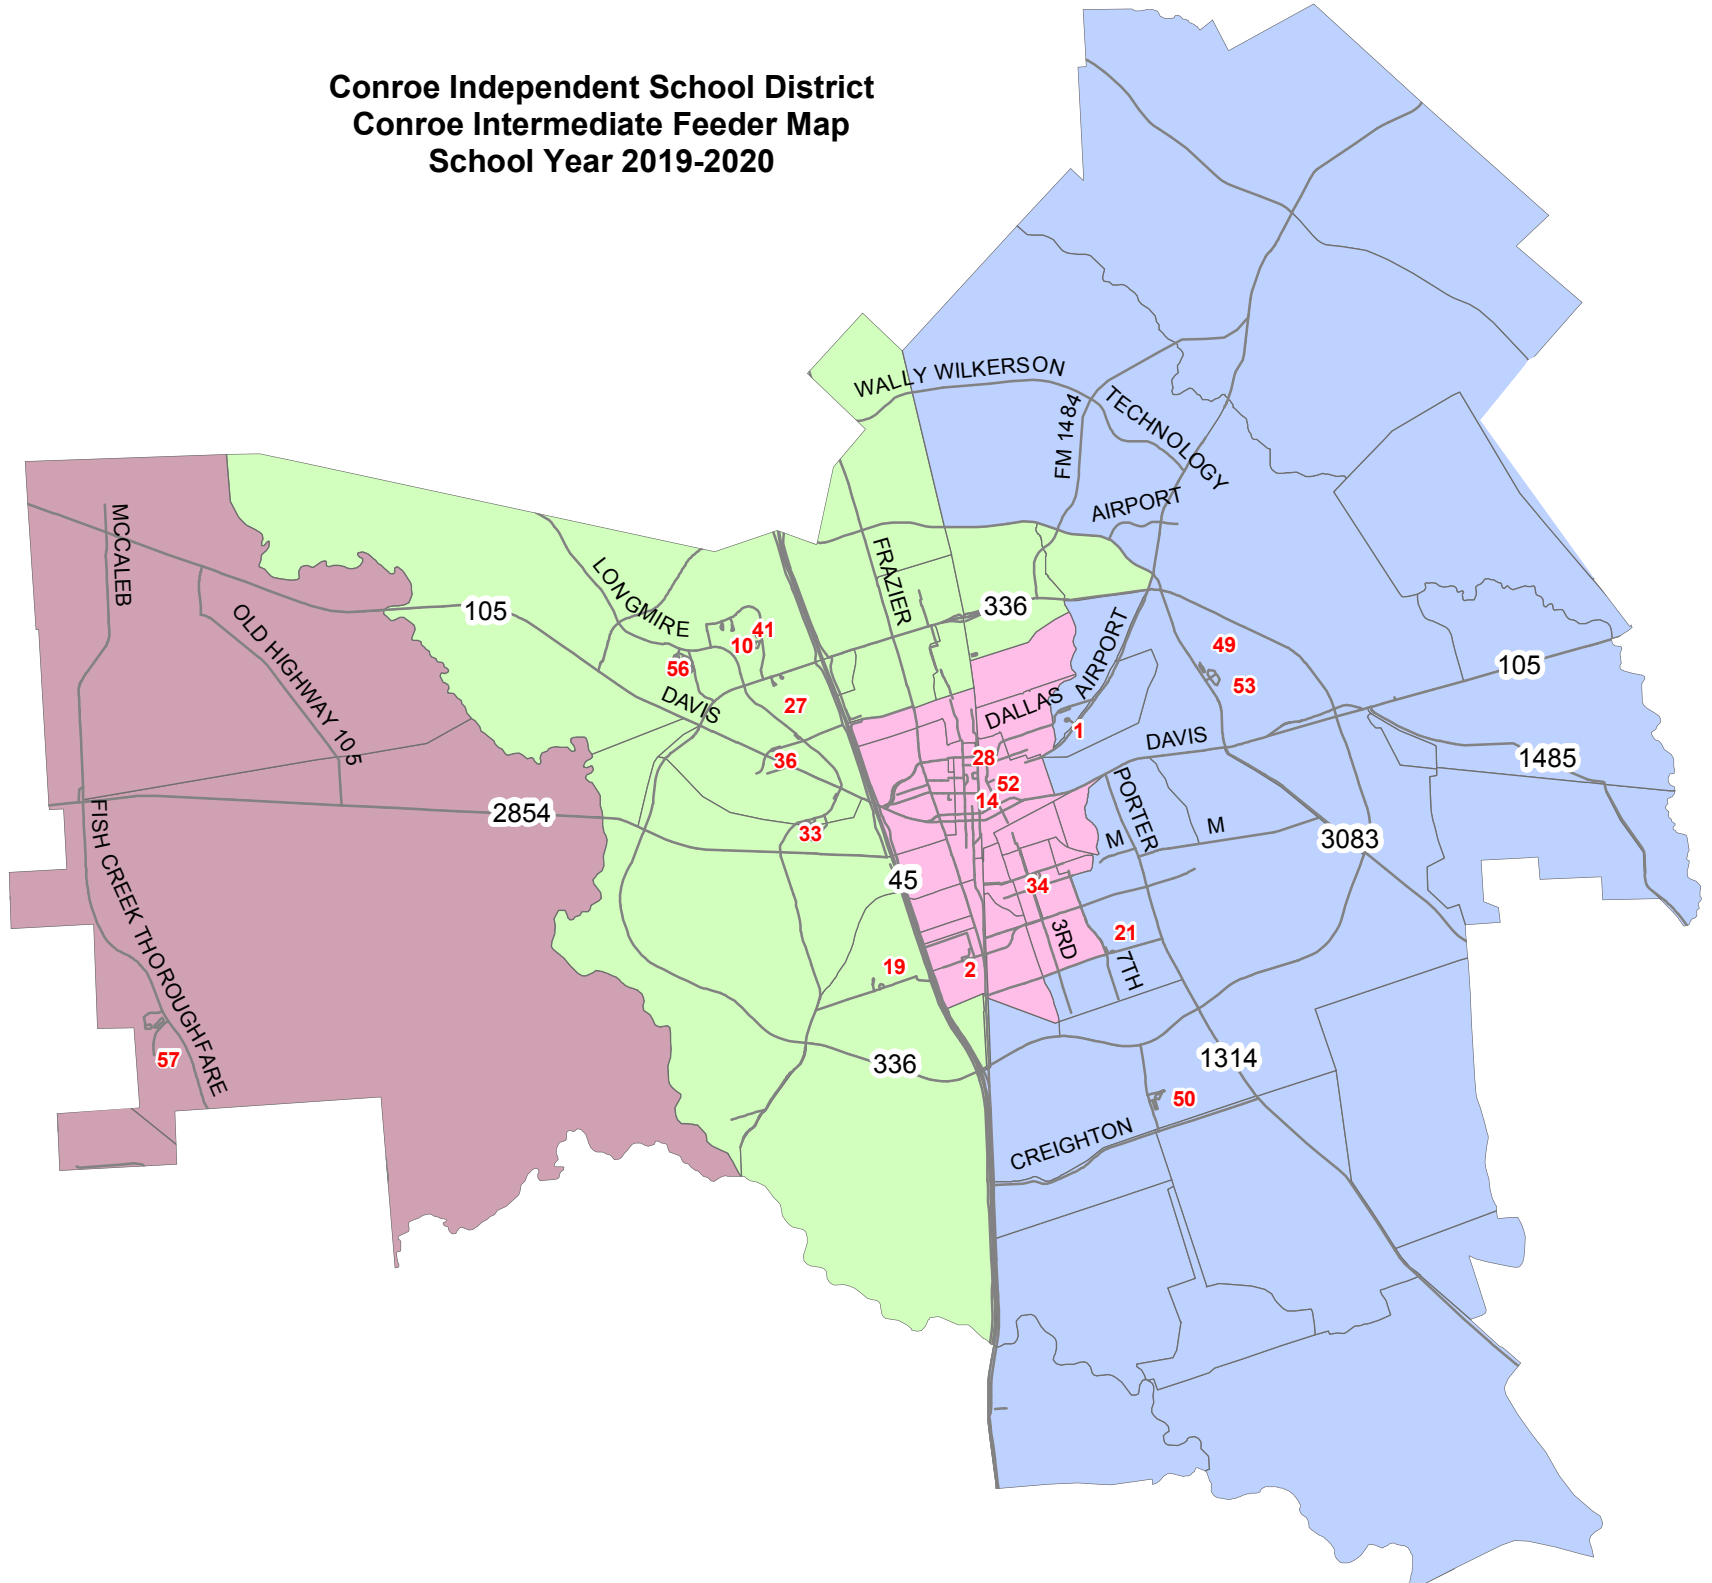 Conroe Independent School District
Conroe Intermediate Feeder Map
School Year 2019-2020
WALLY WILKERSON
FM 1484
TECHNOLOGY
AIRPORT
MCCALEB
FRAZIER
LONGMIRE
105
OLD HIGHWAY 105
336
41
10
56
AIRPORT
49
105
53
DAVIS
27
DALLAS
1
DAVIS
28
36
1485
52
14
PORTER
2854
33
M
M
3083
FISH CREEK THOROUGHFARE
45
34
3RD
21
7TH
19
2
57
336
1314
50
CREIGHTON